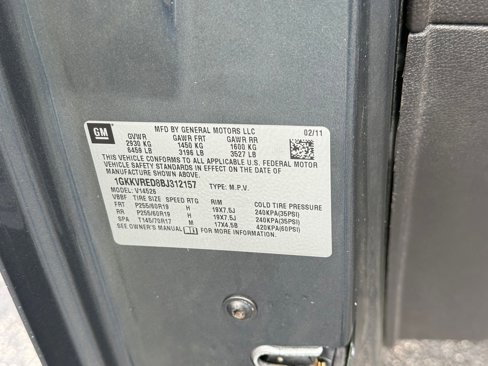 GM
MFD BY GENERAL MOTORS LLC 02/11
GVWR GAWR FRT GAWR RR
2930 KG 1450 KG 1600 KG
6459 LB 3196 LB 3527 LB
THIS VEHICLE CONFORMS TO ALL APPLICABLE U.S. FEDERAL MOTOR
VEHICLE SAFETY STANDARDS IN EFFECT ON THE DATE OF
MANUFACTURE SHOWN ABOVE.
1GKKVRED8BJ312157 TYPE: M.P.V.
MODEL: V14526
VBBF TIRE SIZE SPEED RTG RIM COLD TIRE PRESSURE
FRT P255/60R19 H 19X7.5J 240KPA(35PSI)
RR P255/60R19 H 19X7.5J 240KPA(35PSI)
SPA T145/70R17 M 17X4.5B 420KPA(60PSI)
SEE OWNER'S MANUAL FOR MORE INFORMATION.